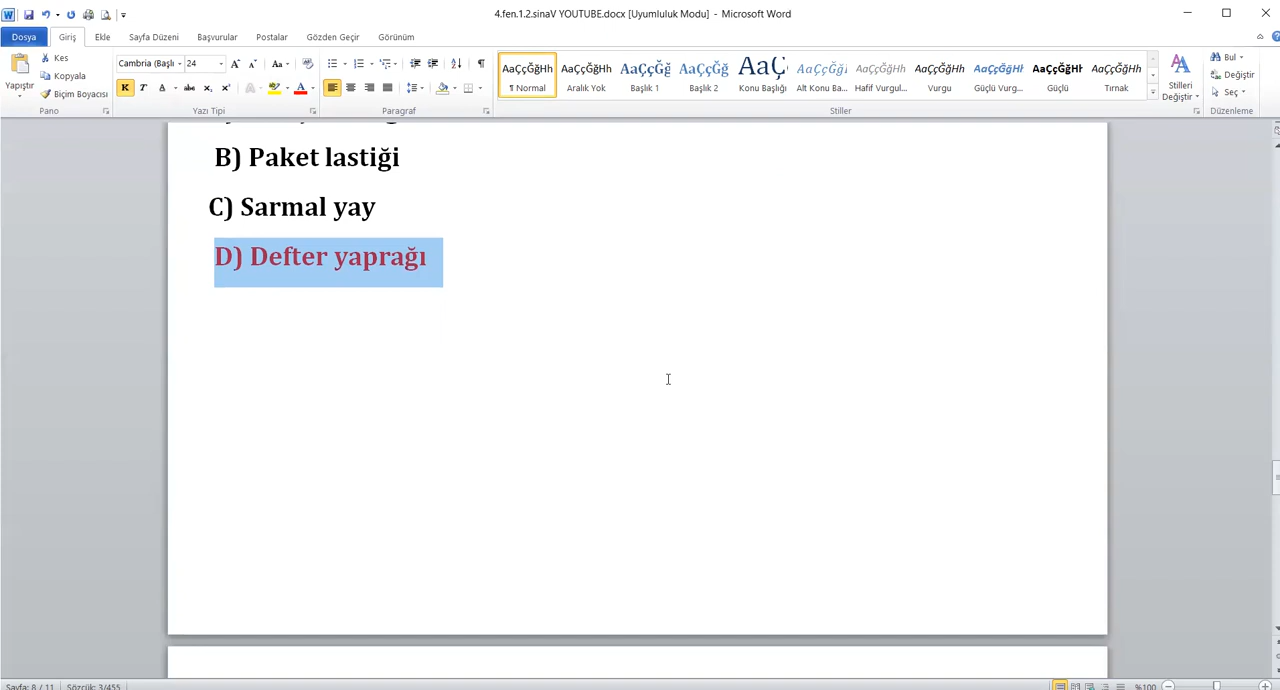 4.fen.1.2.sinaV YOUTUBE.docx [Uyumluluk Modu] - Microsoft Word
Dosya Giriş Ekle Sayfa Düzeni Başvurular Postalar Gözden Geçir Görünüm
Yapıştır
Kes
Kopyala
Biçim Boyacısı
Pano
Cambria (Başlı 24
Yazı Tipi
Paragraf
AaÇçĞğHh AaÇçĞğHh AaÇçĞğ AaÇçĞğ AaÇç AaÇçĞğI AaÇçĞğH AaÇçĞğHh AaÇçĞğHh AaÇçĞğHh AaÇçĞğHh
¶ Normal Aralık Yok Başlık 1 Başlık 2 Konu Başlığı Alt Konu Ba... Hafif Vurgul... Vurgu Güçlü Vurg... Güçlü Tırnak
Stiller
Stilleri
Değiştir
Bul
Değiştir
Seç
Düzenleme
B) Paket lastiği
C) Sarmal yay
D) Defter yaprağı
Sayfa: 8 / 11 Sözcük: 3/455
%100